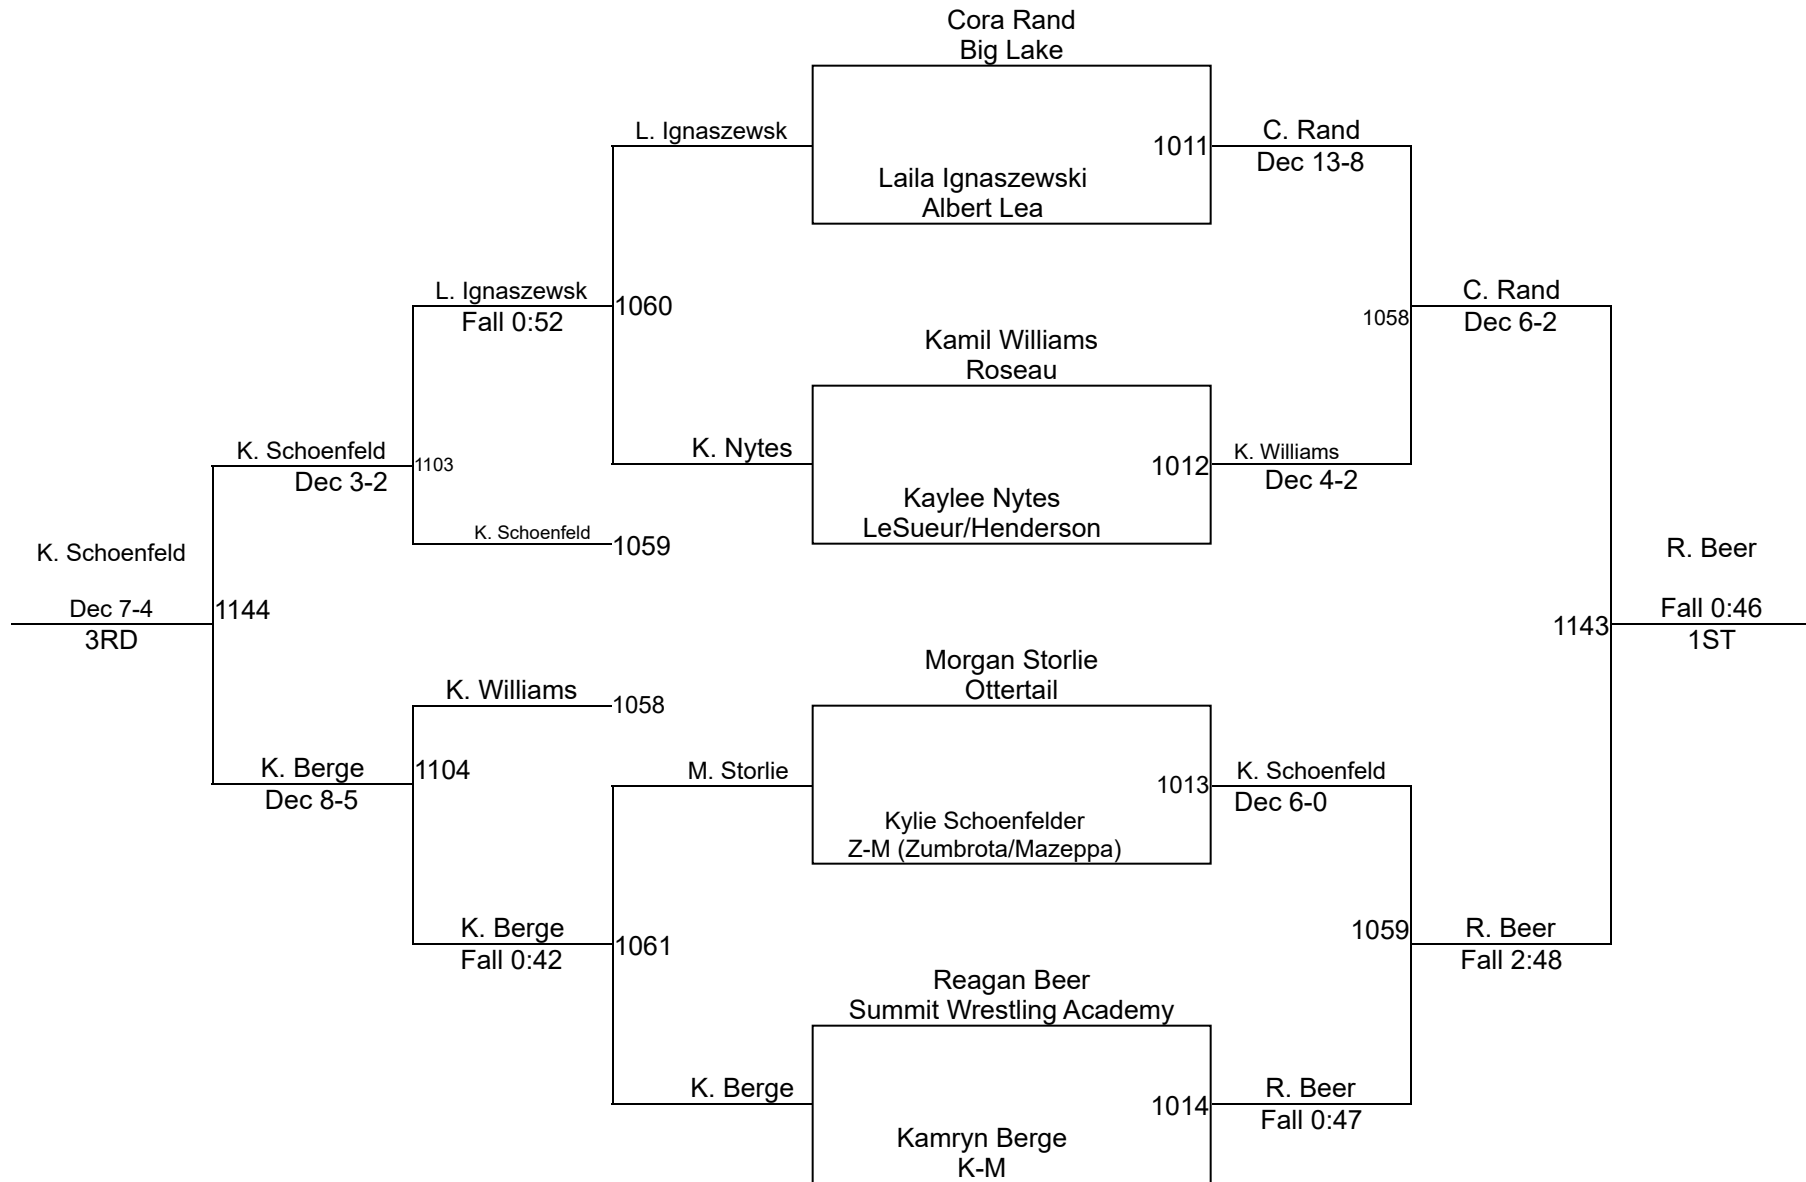 Cora Rand
Big Lake
L. Ignaszewsk
1011
C. Rand
Dec 13-8
Laila Ignaszewski
Albert Lea
L. Ignaszewsk
Fall 0:52
1060
1058
C. Rand
Dec 6-2
Kamil Williams
Roseau
K. Schoenfeld
Dec 3-2
1103
K. Nytes
1012
K. Williams
Dec 4-2
Kaylee Nytes
LeSueur/Henderson
K. Schoenfeld
1059
K. Schoenfeld
Dec 7-4
3RD
1144
R. Beer
Fall 0:46
1ST
1143
Morgan Storlie
Ottertail
K. Williams
1058
K. Berge
Dec 8-5
1104
M. Storlie
1013
K. Schoenfeld
Dec 6-0
Kylie Schoenfelder
Z-M (Zumbrota/Mazeppa)
K. Berge
Fall 0:42
1061
1059
R. Beer
Fall 2:48
Reagan Beer
Summit Wrestling Academy
K. Berge
1014
R. Beer
Fall 0:47
Kamryn Berge
K-M